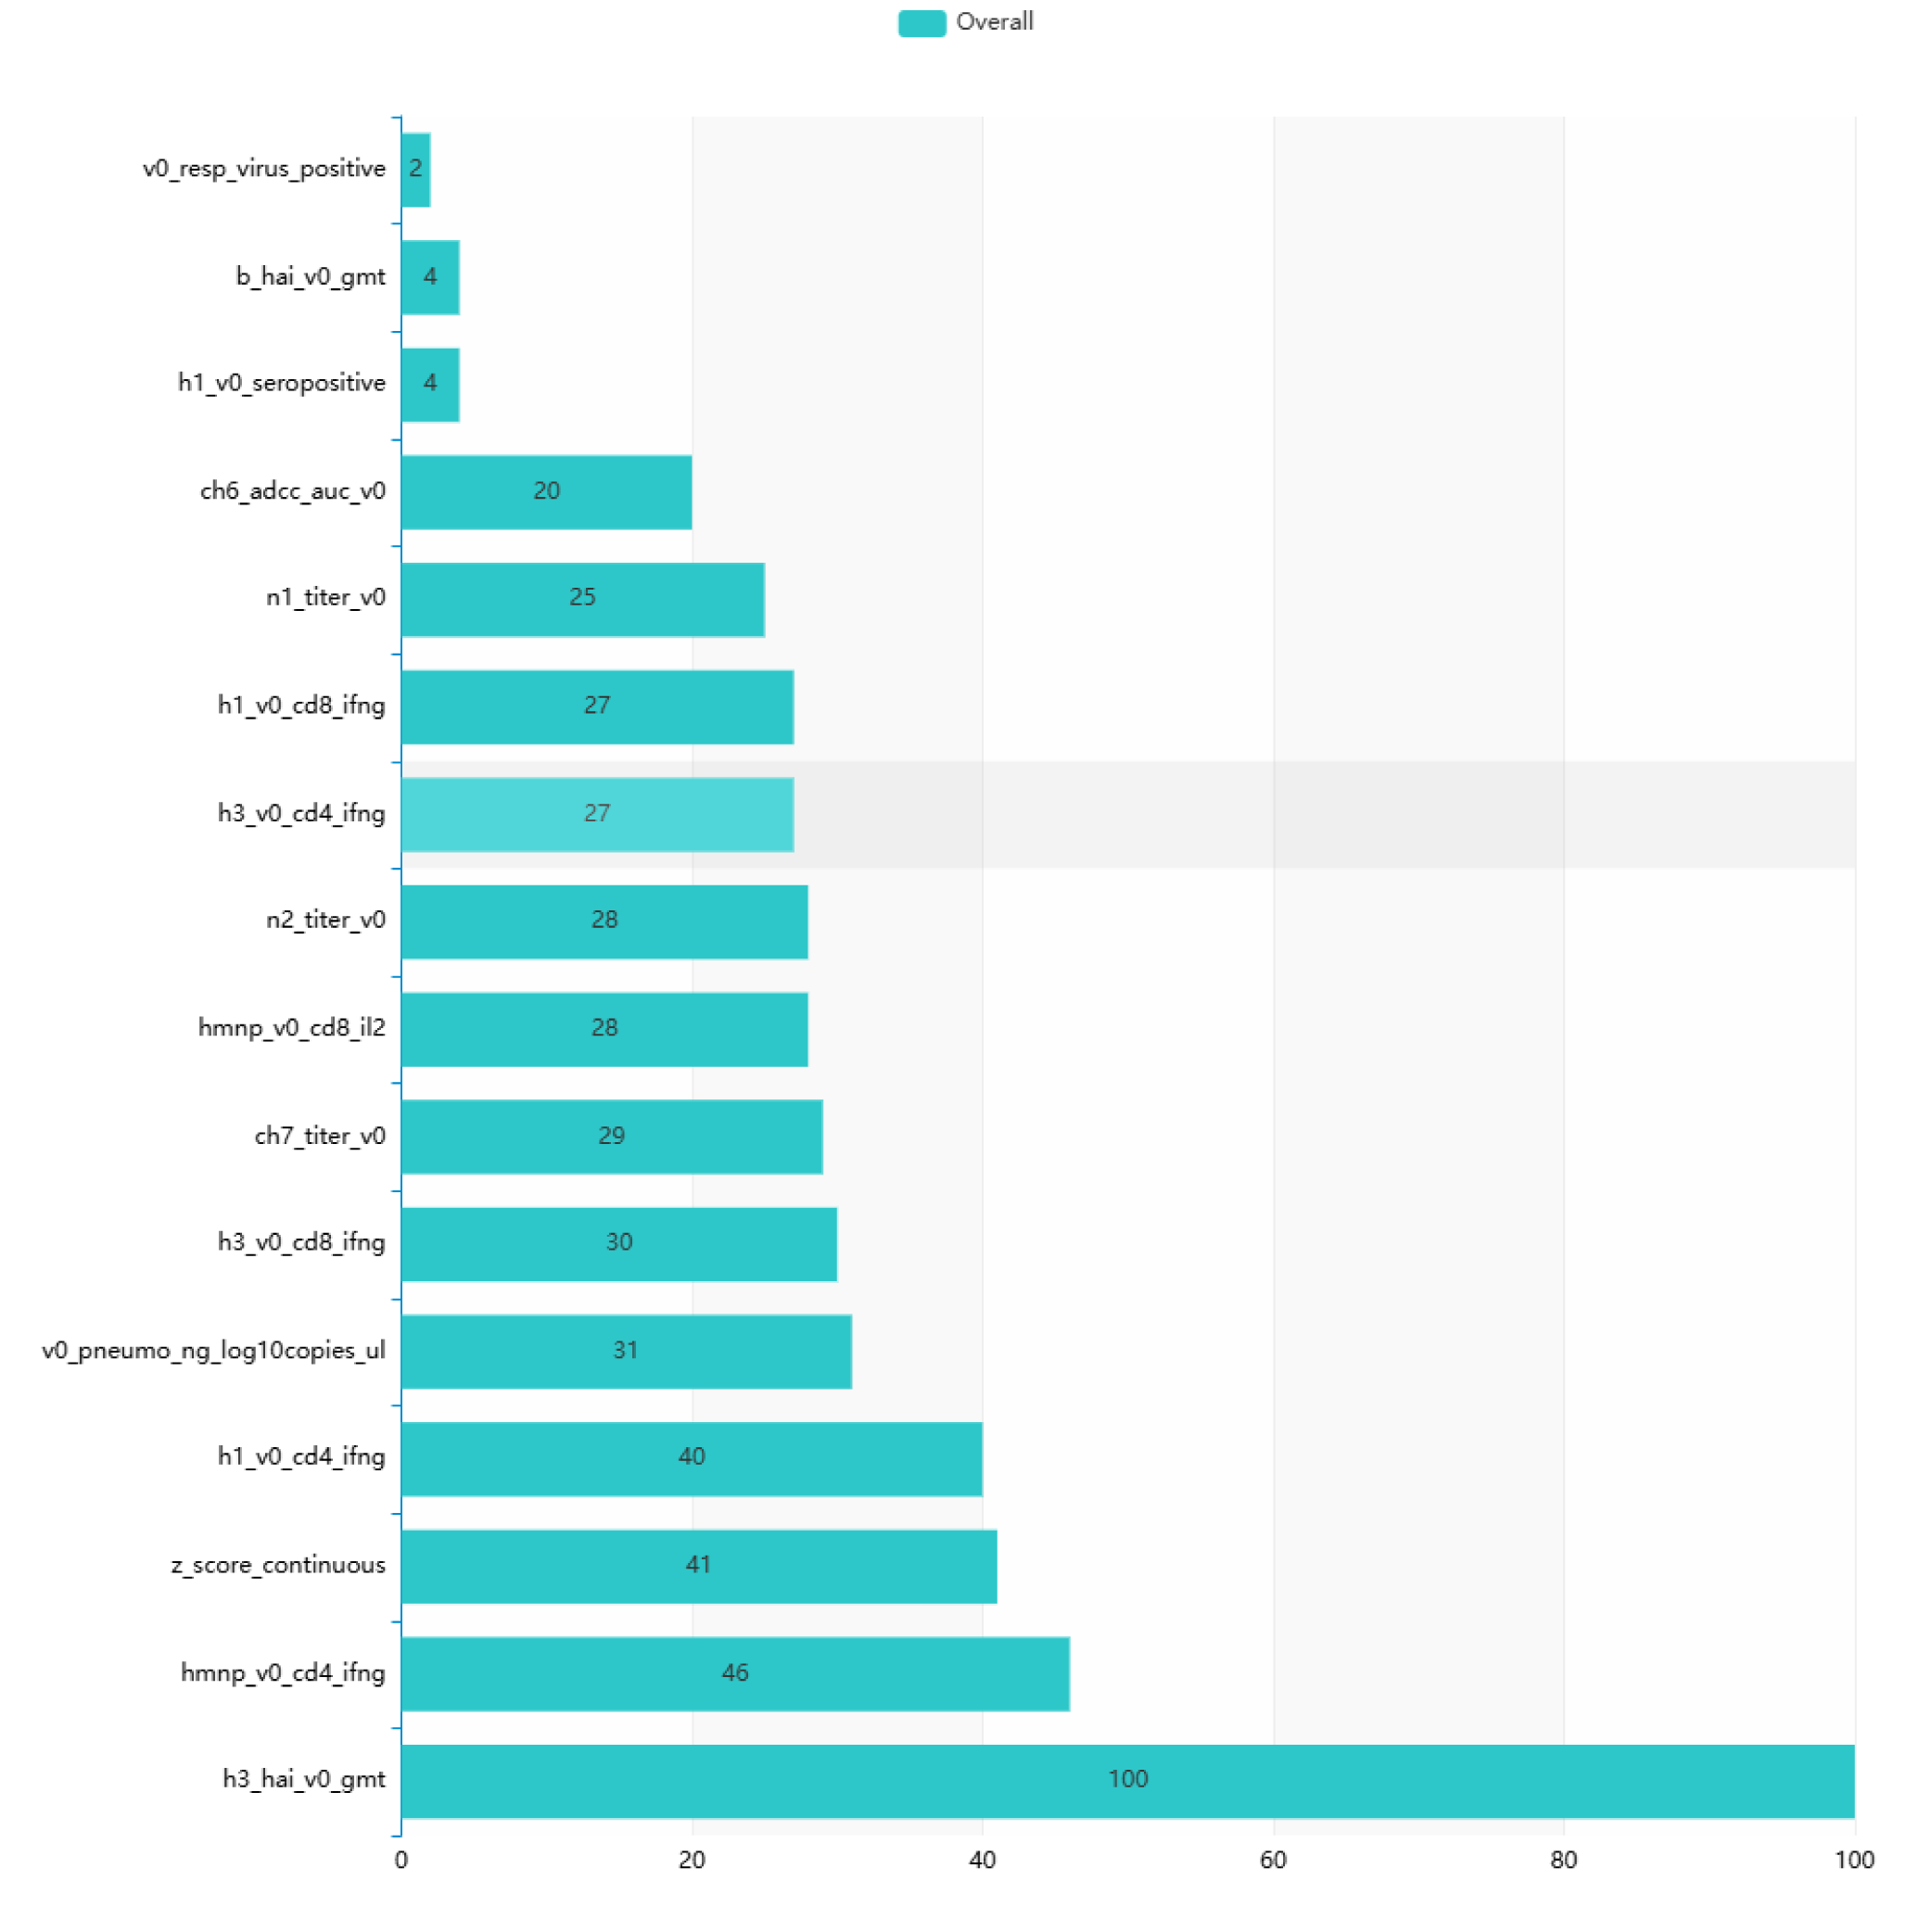 Overall
v0_resp_virus_positive 2
b_hai_v0_gmt 4
h1_v0_seropositive 4
ch6_adcc_auc_v0 20
n1_titer_v0 25
h1_v0_cd8_ifng 27
h3_v0_cd4_ifng 27
n2_titer_v0 28
hmnp_v0_cd8_il2 28
ch7_titer_v0 29
h3_v0_cd8_ifng 30
v0_pneumo_ng_log10copies_ul 31
h1_v0_cd4_ifng 40
z_score_continuous 41
hmnp_v0_cd4_ifng 46
h3_hai_v0_gmt 100
0 20 40 60 80 100